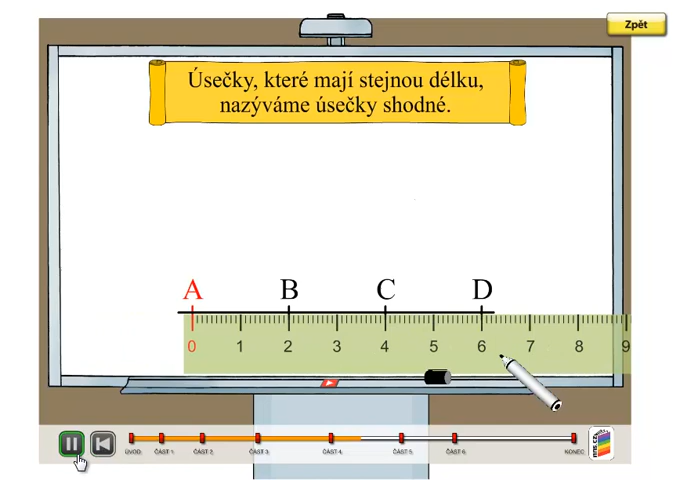 Zpět
Úsečky, které mají stejnou délku,
nazýváme úsečky shodné.
A B C D
0 1 2 3 4 5 6 7 8 9
ÚVOD ČÁST 1. ČÁST 2. ČÁST 3. ČÁST 4. ČÁST 5. ČÁST 6. KONEC